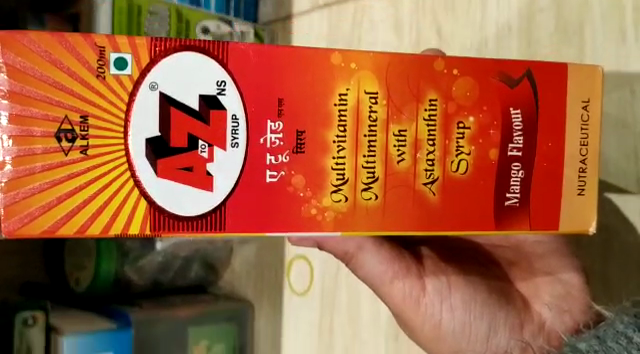 200ml
ALKEM
A TO Z®
NS
SYRUP
ए टू ज़ेड
सिरप
Multivitamin,
Multimineral
with
Astaxanthin
Syrup
Mango Flavour
NUTRACEUTICAL